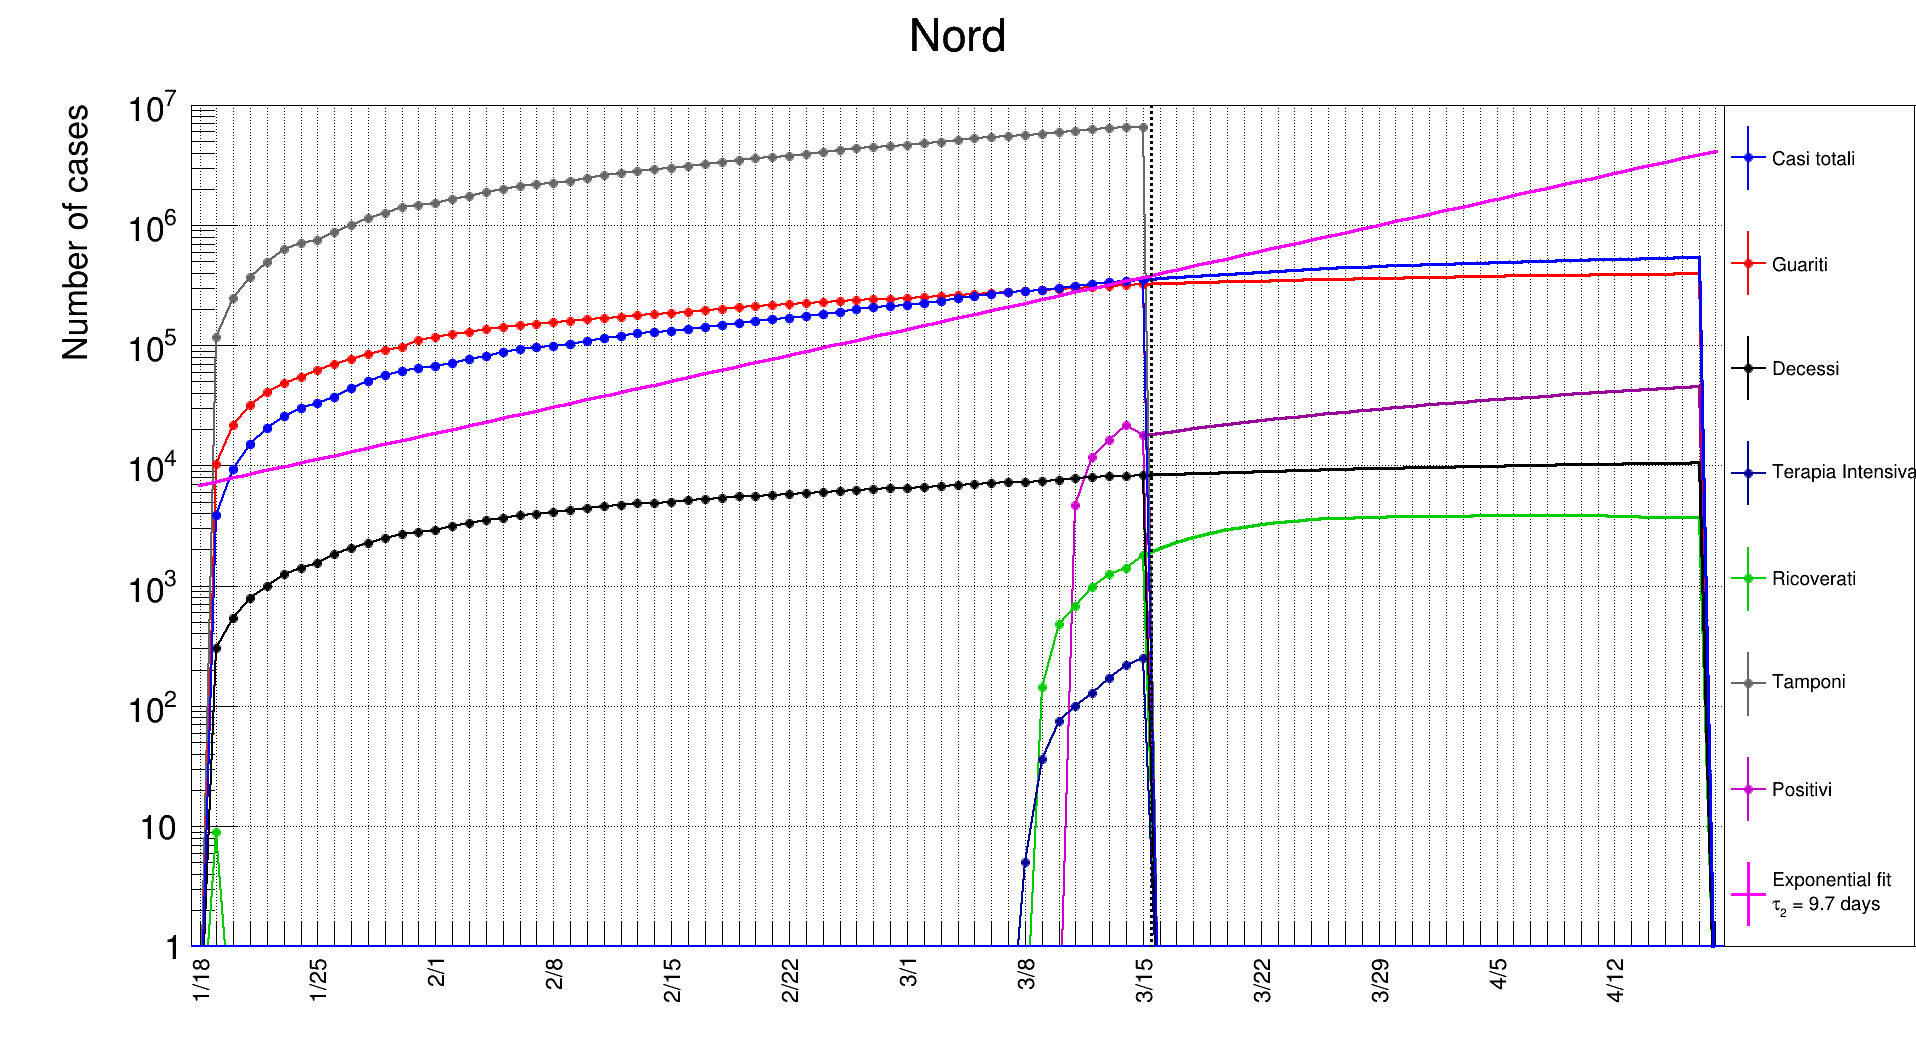 Nord
Number of cases
10^7
10^6
10^5
10^4
10^3
10^2
10
1
1/18
1/25
2/1
2/8
2/15
2/22
3/1
3/8
3/15
3/22
3/29
4/5
4/12
Casi totali
Guariti
Decessi
Terapia Intensiva
Ricoverati
Tamponi
Positivi
Exponential fit
τ₂ = 9.7 days